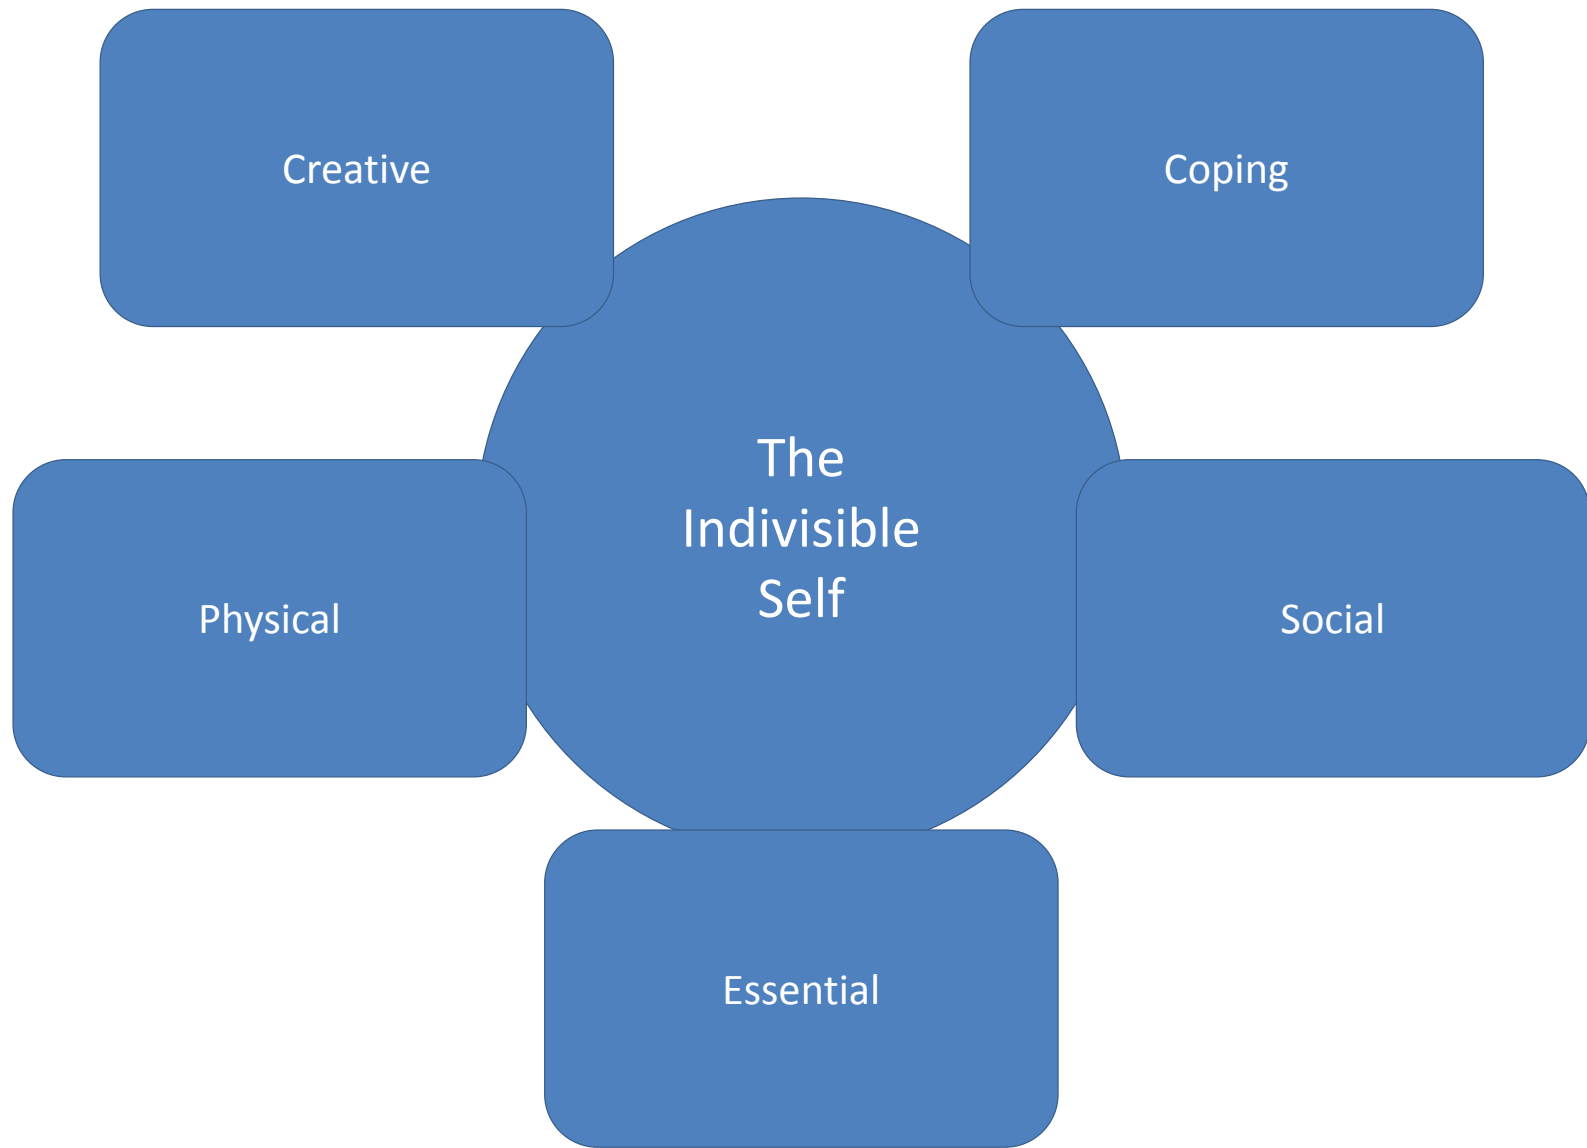 Creative
Coping
The
Indivisible
Self
Physical
Social
Essential